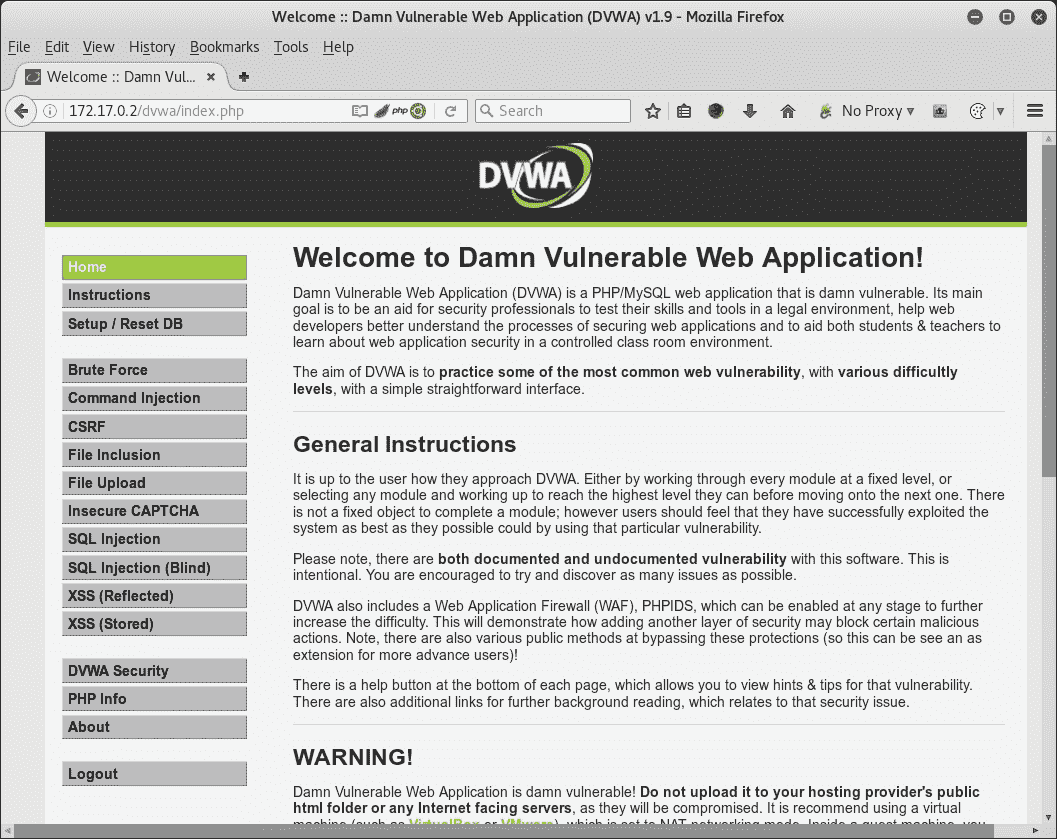 Welcome :: Damn Vulnerable Web Application (DVWA) v1.9 - Mozilla Firefox
File Edit View History Bookmarks Tools Help
Welcome :: Damn Vul...
172.17.0.2/dvwa/index.php
php
Search
No Proxy
DVWA
Home
Instructions
Setup / Reset DB
Brute Force
Command Injection
CSRF
File Inclusion
File Upload
Insecure CAPTCHA
SQL Injection
SQL Injection (Blind)
XSS (Reflected)
XSS (Stored)
DVWA Security
PHP Info
About
Logout
Welcome to Damn Vulnerable Web Application!
Damn Vulnerable Web Application (DVWA) is a PHP/MySQL web application that is damn vulnerable. Its main
goal is to be an aid for security professionals to test their skills and tools in a legal environment, help web
developers better understand the processes of securing web applications and to aid both students & teachers to
learn about web application security in a controlled class room environment.
The aim of DVWA is to practice some of the most common web vulnerability, with various difficultly
levels, with a simple straightforward interface.
General Instructions
It is up to the user how they approach DVWA. Either by working through every module at a fixed level, or
selecting any module and working up to reach the highest level they can before moving onto the next one. There
is not a fixed object to complete a module; however users should feel that they have successfully exploited the
system as best as they possible could by using that particular vulnerability.
Please note, there are both documented and undocumented vulnerability with this software. This is
intentional. You are encouraged to try and discover as many issues as possible.
DVWA also includes a Web Application Firewall (WAF), PHPIDS, which can be enabled at any stage to further
increase the difficulty. This will demonstrate how adding another layer of security may block certain malicious
actions. Note, there are also various public methods at bypassing these protections (so this can be see an as
extension for more advance users)!
There is a help button at the bottom of each page, which allows you to view hints & tips for that vulnerability.
There are also additional links for further background reading, which relates to that security issue.
WARNING!
Damn Vulnerable Web Application is damn vulnerable! Do not upload it to your hosting provider's public
html folder or any Internet facing servers, as they will be compromised. It is recommend using a virtual
machine (such as VirtualBox or VMware), which is set to NAT networking mode. Inside a guest machine, you